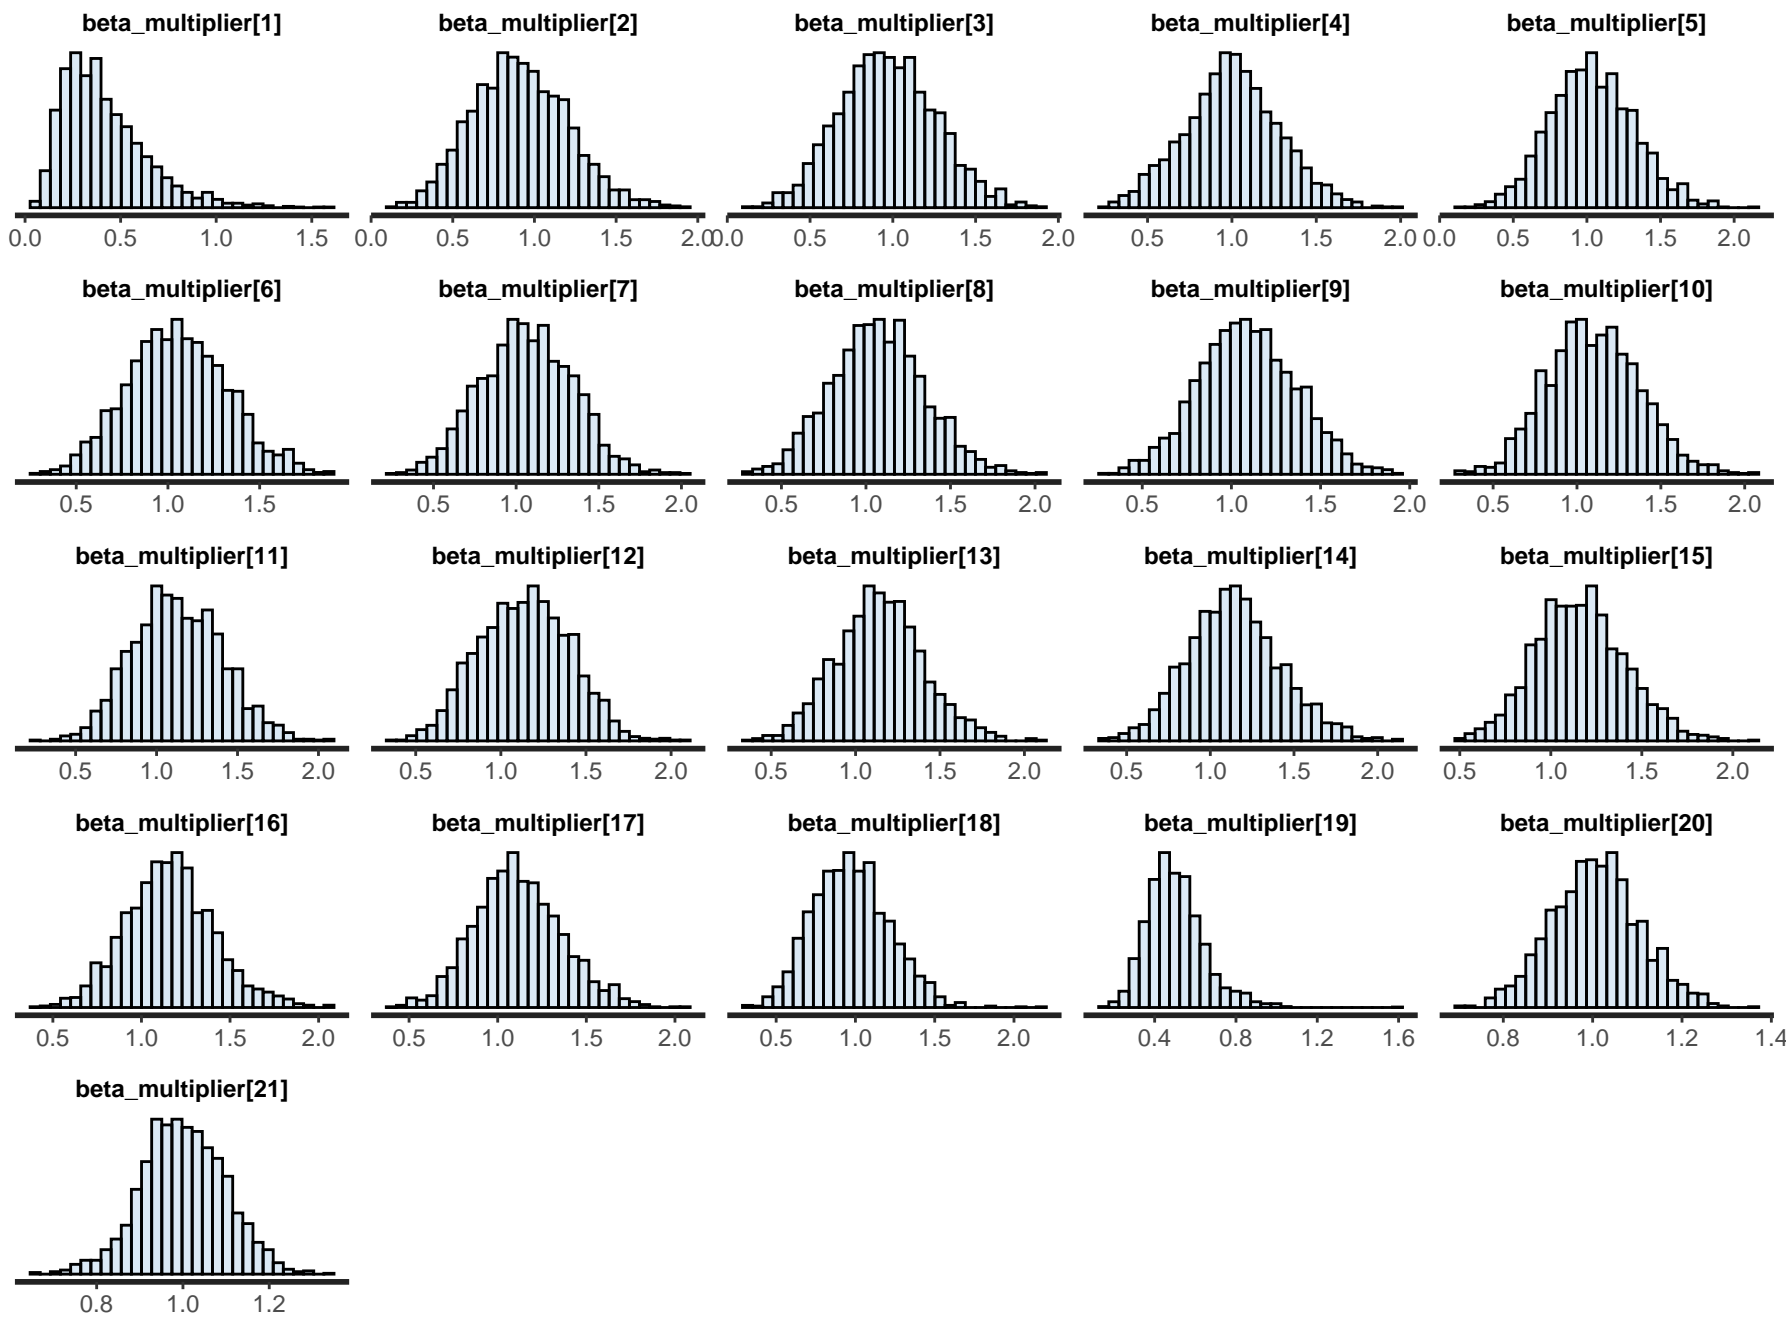 beta_multiplier[1] beta_multiplier[2] beta_multiplier[3] beta_multiplier[4] beta_multiplier[5]
0.0 0.5 1.0 1.5 0.0 0.5 1.0 1.5 2.0 0.0 0.5 1.0 1.5 2.0 0.5 1.0 1.5 2.0 0.0 0.5 1.0 1.5 2.0
beta_multiplier[6] beta_multiplier[7] beta_multiplier[8] beta_multiplier[9] beta_multiplier[10]
0.5 1.0 1.5 0.5 1.0 1.5 2.0 0.5 1.0 1.5 2.0 0.5 1.0 1.5 2.0 0.5 1.0 1.5 2.0
beta_multiplier[11] beta_multiplier[12] beta_multiplier[13] beta_multiplier[14] beta_multiplier[15]
0.5 1.0 1.5 2.0 0.5 1.0 1.5 2.0 0.5 1.0 1.5 2.0 0.5 1.0 1.5 2.0 0.5 1.0 1.5 2.0
beta_multiplier[16] beta_multiplier[17] beta_multiplier[18] beta_multiplier[19] beta_multiplier[20]
0.5 1.0 1.5 2.0 0.5 1.0 1.5 2.0 0.5 1.0 1.5 2.0 0.4 0.8 1.2 1.6 0.8 1.0 1.2 1.4
beta_multiplier[21]
0.8 1.0 1.2